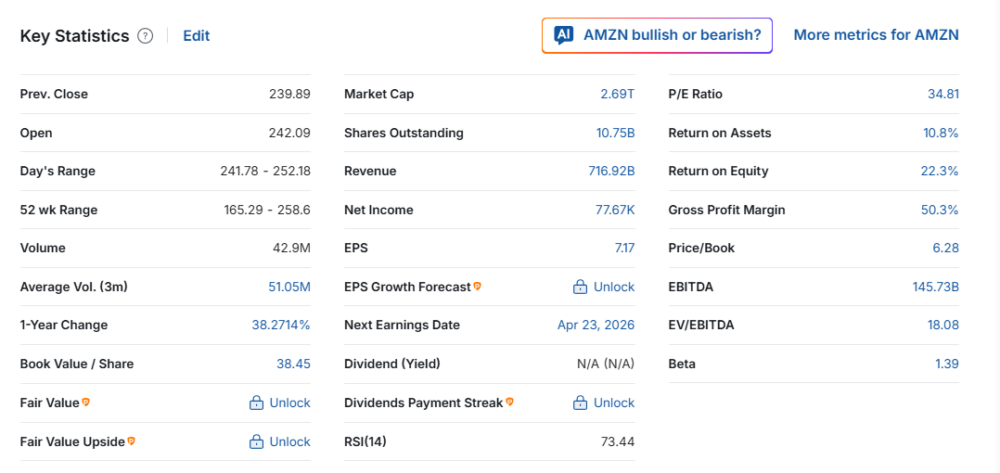 Key Statistics ? Edit AI AMZN bullish or bearish? More metrics for AMZN
Prev. Close 239.89 Market Cap 2.69T P/E Ratio 34.81
Open 242.09 Shares Outstanding 10.75B Return on Assets 10.8%
Day's Range 241.78 - 252.18 Revenue 716.92B Return on Equity 22.3%
52 wk Range 165.29 - 258.6 Net Income 77.67K Gross Profit Margin 50.3%
Volume 42.9M EPS 7.17 Price/Book 6.28
Average Vol. (3m) 51.05M EPS Growth Forecast Unlock EBITDA 145.73B
1-Year Change 38.2714% Next Earnings Date Apr 23, 2026 EV/EBITDA 18.08
Book Value / Share 38.45 Dividend (Yield) N/A (N/A) Beta 1.39
Fair Value Unlock Dividends Payment Streak Unlock
Fair Value Upside Unlock RSI(14) 73.44